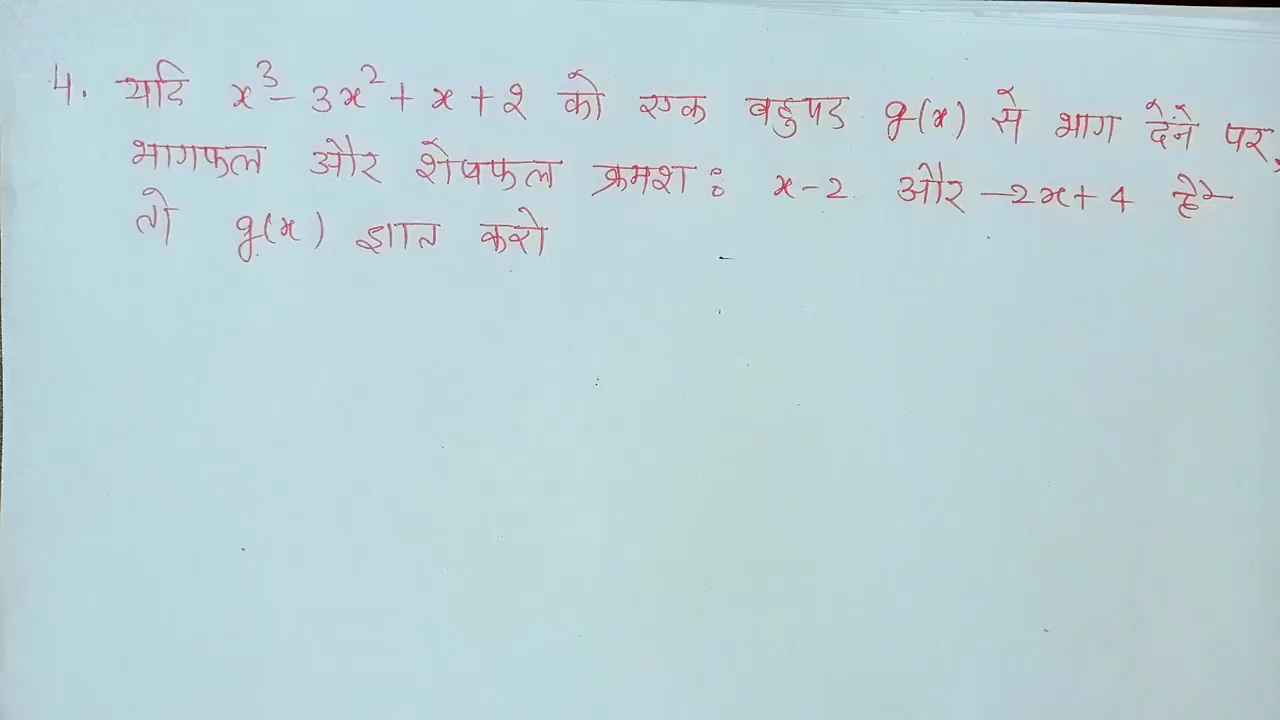 4. यदि x³ - 3x² + x + 2 को एक बहुपद g(x) से भाग देने पर,
भागफल और शेषफल क्रमश: x-2 और -2x+4 है
तो g(x) ज्ञात करो